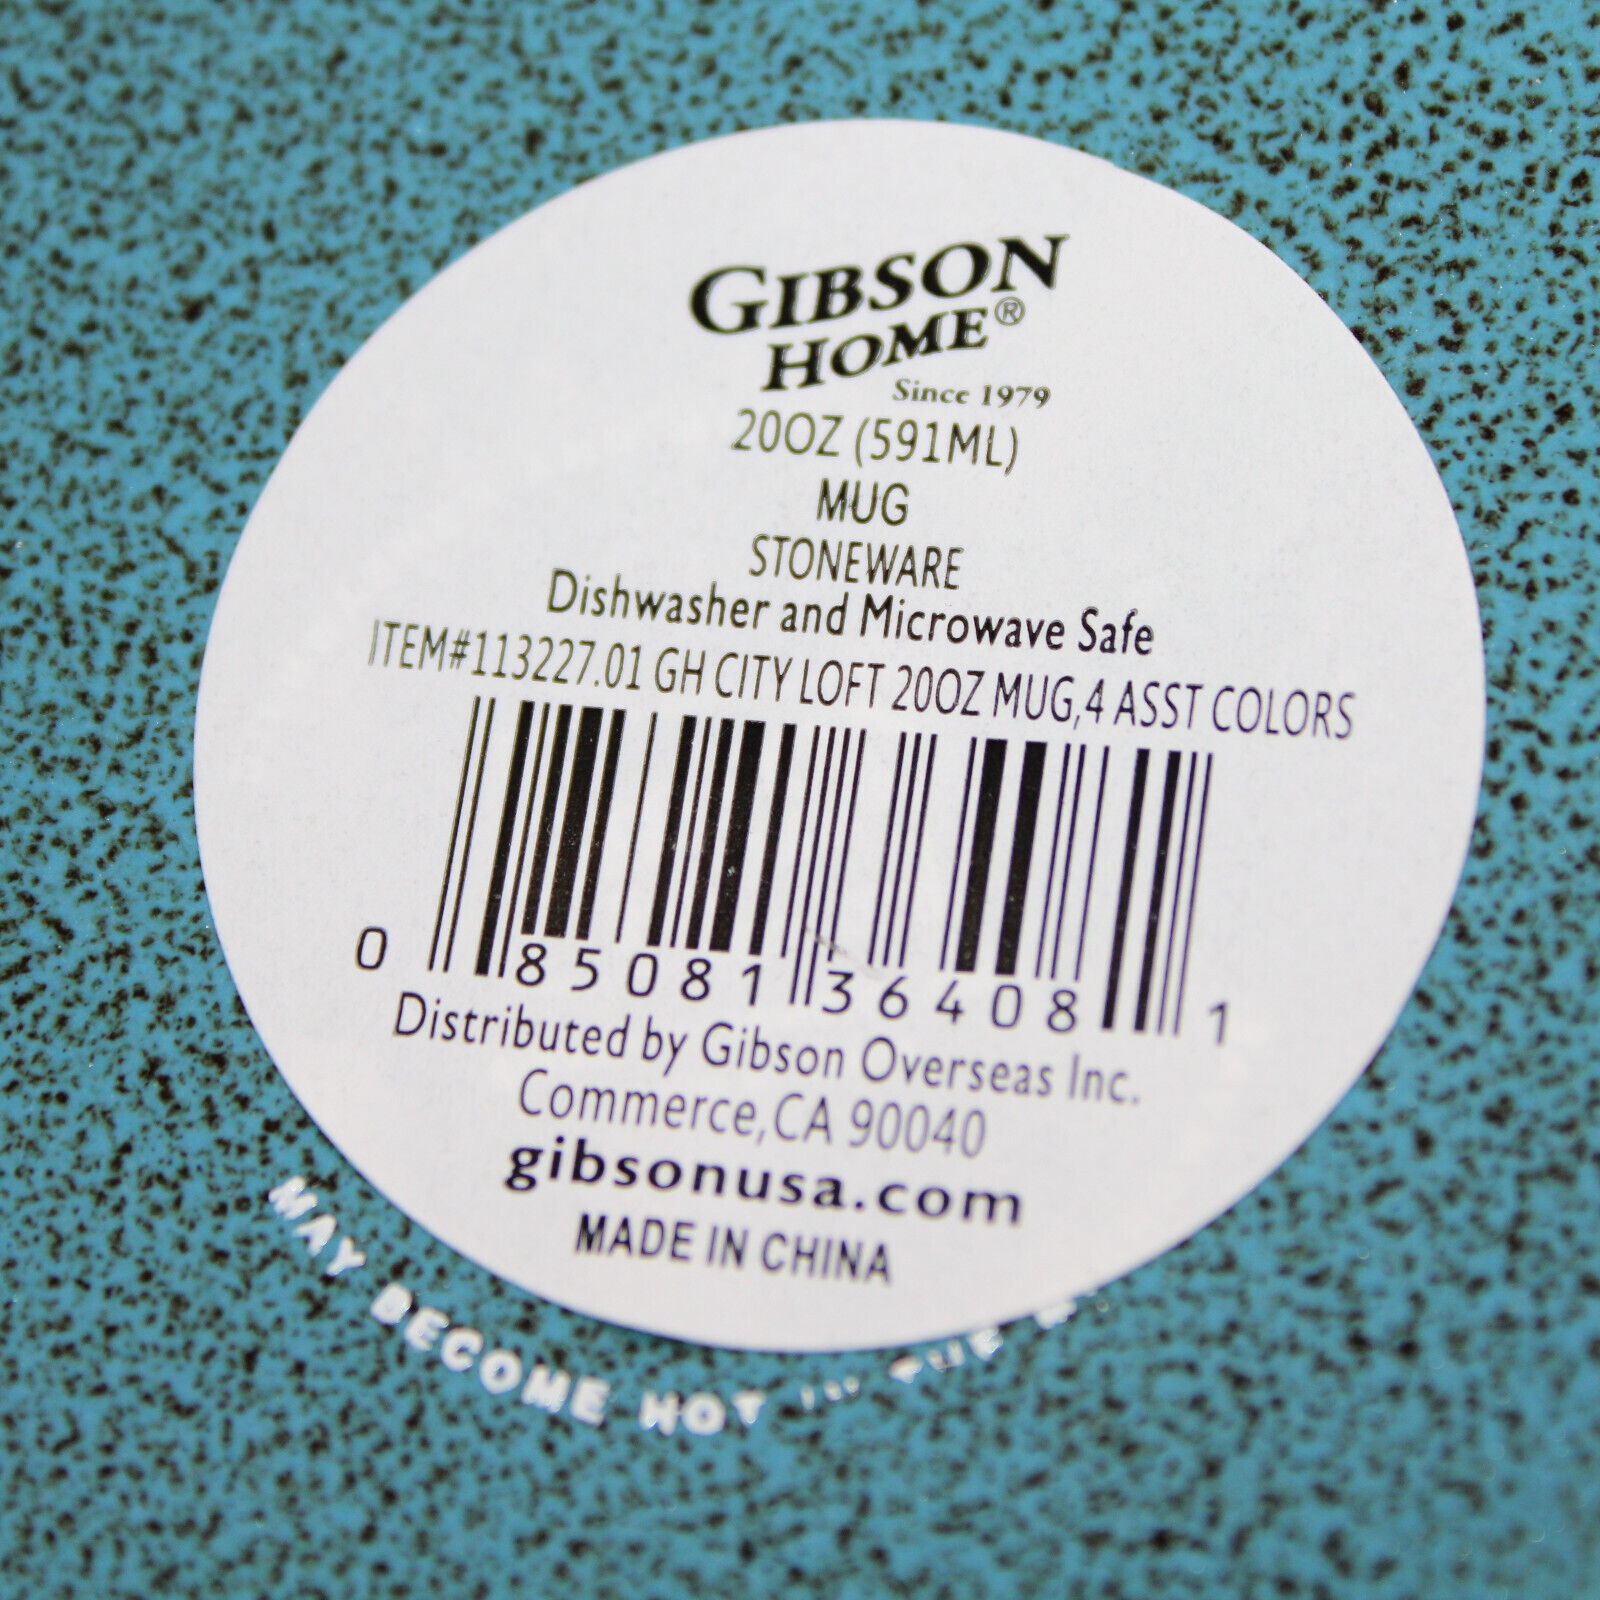 GIBSON
HOME®
Since 1979
20OZ (591ML)
MUG
STONEWARE
Dishwasher and Microwave Safe
ITEM#113227.01 GH CITY LOFT 20OZ MUG,4 ASST COLORS
0 85081 36408 1
Distributed by Gibson Overseas Inc.
Commerce,CA 90040
gibsonusa.com
MADE IN CHINA
MAY BECOME HOT IN THE